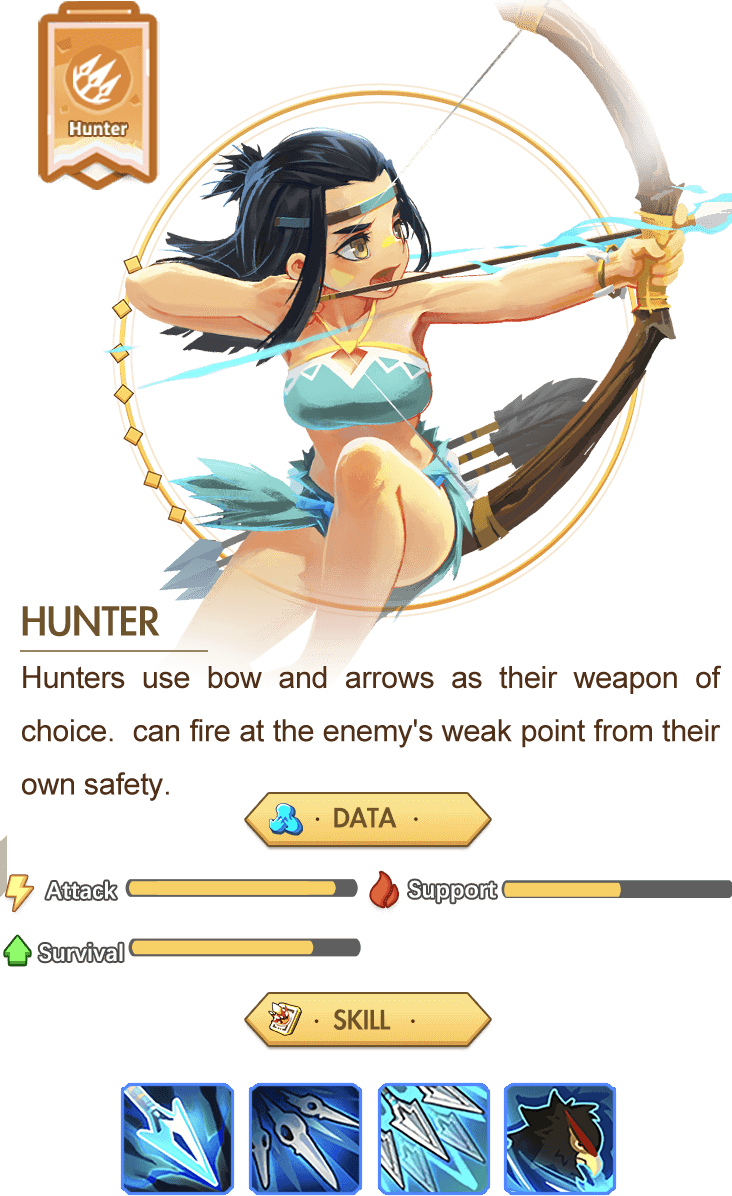 Hunter
HUNTER
Hunters use bow and arrows as their weapon of
choice.  can fire at the enemy's weak point from their
own safety.
· DATA ·
Attack
Support
Survival
· SKILL ·